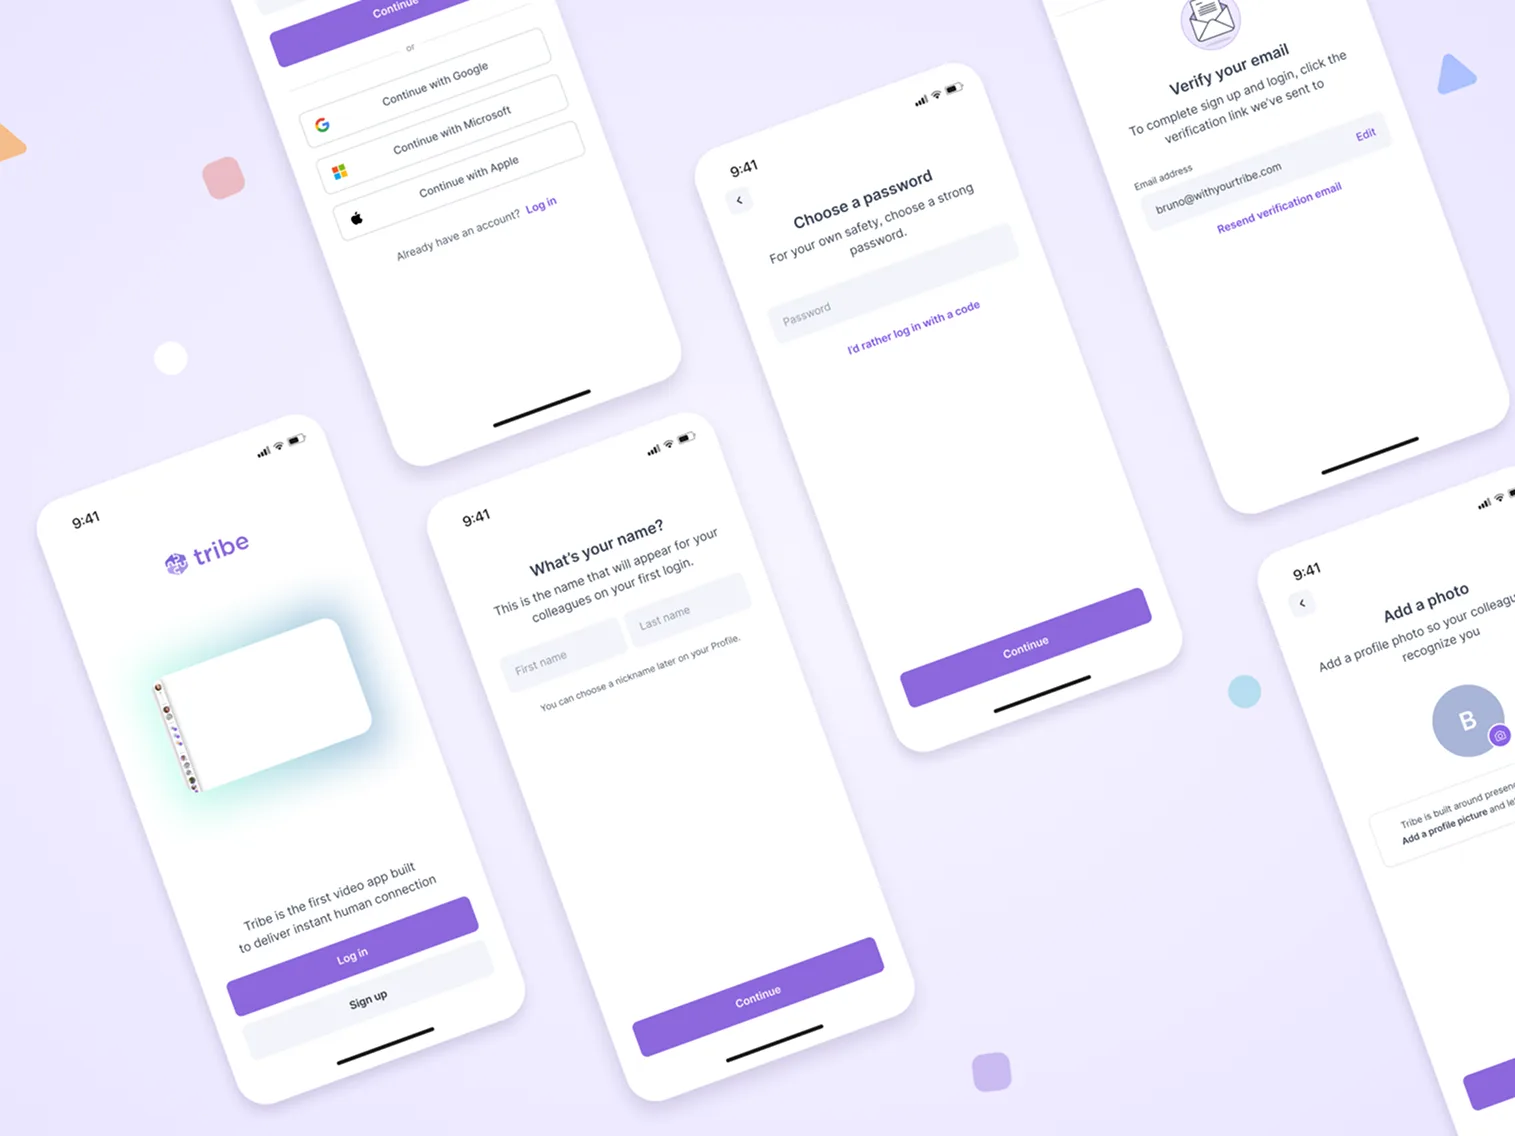 Continue
or
Continue with Google
Continue with Microsoft
Continue with Apple
Already have an account? Log in
9:41
tribe
Tribe is the first video app built
to deliver instant human connection
Log in
Sign up
9:41
What's your name?
This is the name that will appear for your
colleagues on your first login.
First name
Last name
You can choose a nickname later on your Profile.
Continue
9:41
Choose a password
For your own safety, choose a strong
password.
Password
I'd rather log in with a code
Continue
Verify your email
To complete sign up and login, click the
verification link we've sent to
Email address
bruno@withyourtribe.com
Edit
Resend verification email
9:41
Add a photo
Add a profile photo so your
recognize you
B
Tribe is built around
Add a profile picture and